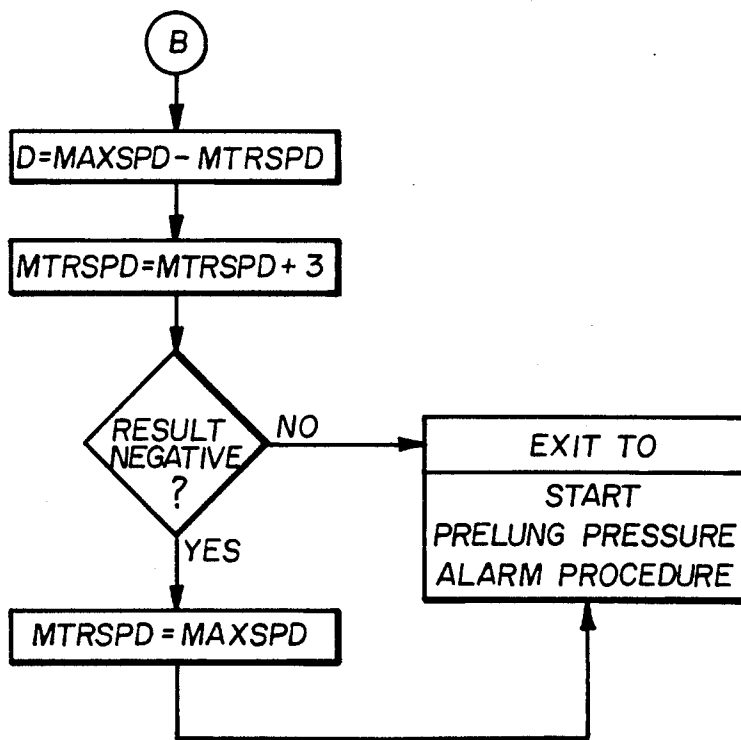 B
D=MAXSPD-MTRSPD
MTRSPD=MTRSPD+3
RESULT
NEGATIVE
?
NO
YES
EXIT TO
START
PRELUNG PRESSURE
ALARM PROCEDURE
MTRSPD=MAXSPD